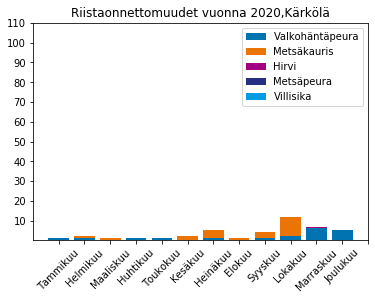 Riistaonnettomuudet vuonna 2020,Kärkölä
Valkohäntäpeura
Metsäkauris
Hirvi
Metsäpeura
Villisika
110
100
90
80
70
60
50
40
30
20
10
Tammikuu
Helmikuu
Maaliskuu
Huhtikuu
Toukokuu
Kesäkuu
Heinäkuu
Elokuu
Syyskuu
Lokakuu
Marraskuu
Joulukuu